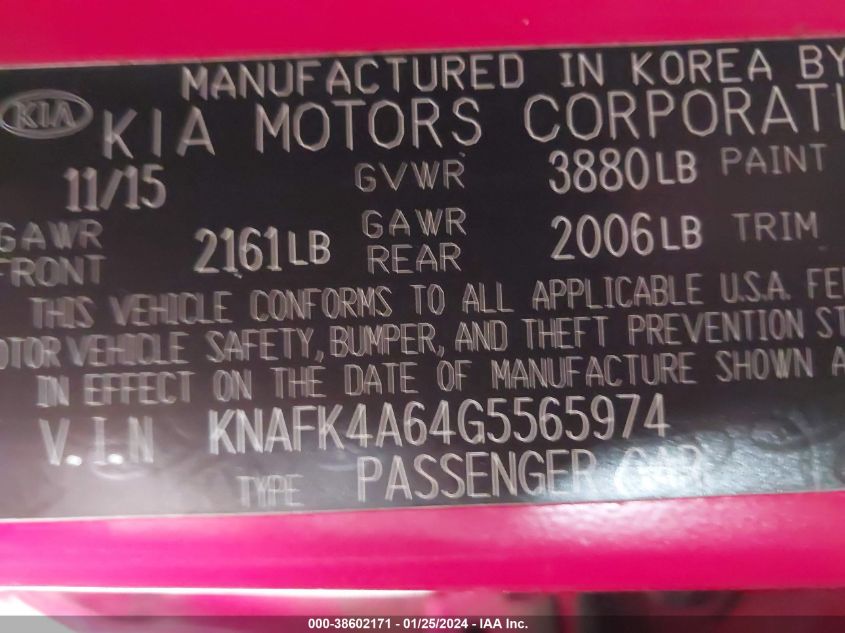 MANUFACTURED IN KOREA BY
KIA KIA MOTORS CORPORATI
11/15 GVWR 3880LB PAINT
GAWR FRONT 2161LB GAWR REAR 2006LB TRIM
THIS VEHICLE CONFORMS TO ALL APPLICABLE U.S.A. FE
OTOR VEHICLE SAFETY, BUMPER, AND THEFT PREVENTION ST
IN EFFECT ON THE DATE OF MANUFACTURE SHOWN A
V.I.N KNAFK4A64G5565974
TYPE PASSENGER CAR
000-38602171 - 01/25/2024 - IAA Inc.